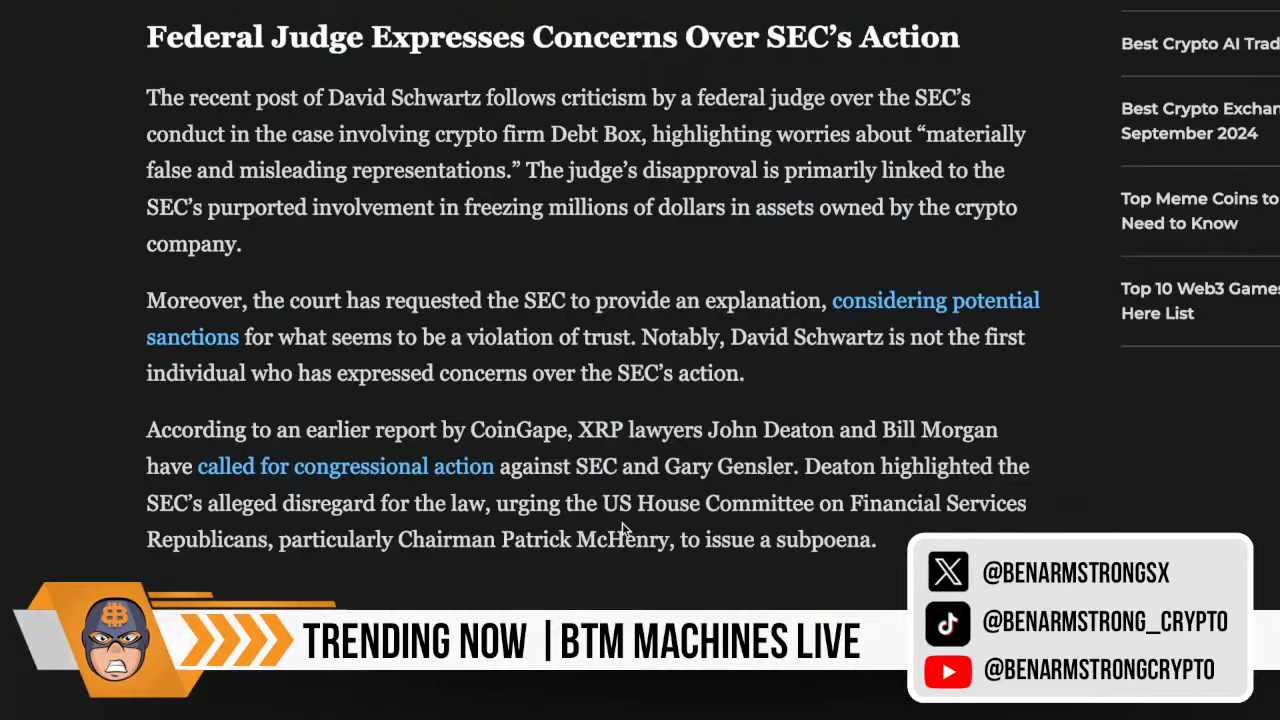 Federal Judge Expresses Concerns Over SEC’s Action
The recent post of David Schwartz follows criticism by a federal judge over the SEC’s
conduct in the case involving crypto firm Debt Box, highlighting worries about “materially
false and misleading representations.” The judge’s disapproval is primarily linked to the
SEC’s purported involvement in freezing millions of dollars in assets owned by the crypto
company.
Moreover, the court has requested the SEC to provide an explanation, considering potential
sanctions for what seems to be a violation of trust. Notably, David Schwartz is not the first
individual who has expressed concerns over the SEC’s action.
According to an earlier report by CoinGape, XRP lawyers John Deaton and Bill Morgan
have called for congressional action against SEC and Gary Gensler. Deaton highlighted the
SEC’s alleged disregard for the law, urging the US House Committee on Financial Services
Republicans, particularly Chairman Patrick McHenry, to issue a subpoena.
Best Crypto AI Trad
Best Crypto Exchan
September 2024
Top Meme Coins to
Need to Know
Top 10 Web3 Games
Here List
TRENDING NOW | BTM MACHINES LIVE
@BENARMSTRONGSX
@BENARMSTRONG_CRYPTO
@BENARMSTRONGCRYPTO